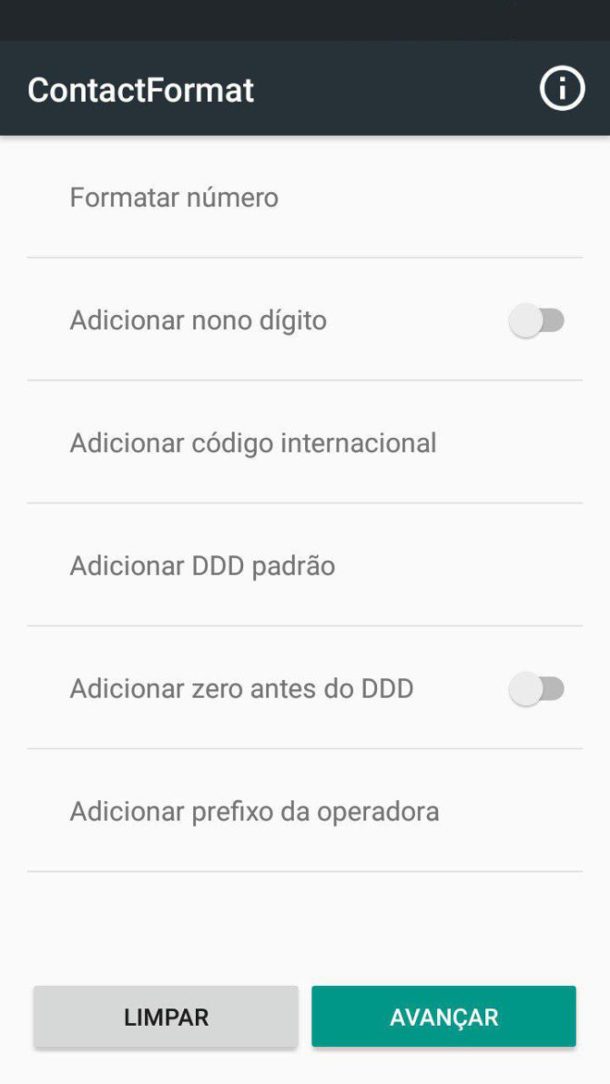 ContactFormat
Formatar número
Adicionar nono dígito
Adicionar código internacional
Adicionar DDD padrão
Adicionar zero antes do DDD
Adicionar prefixo da operadora
LIMPAR
AVANÇAR